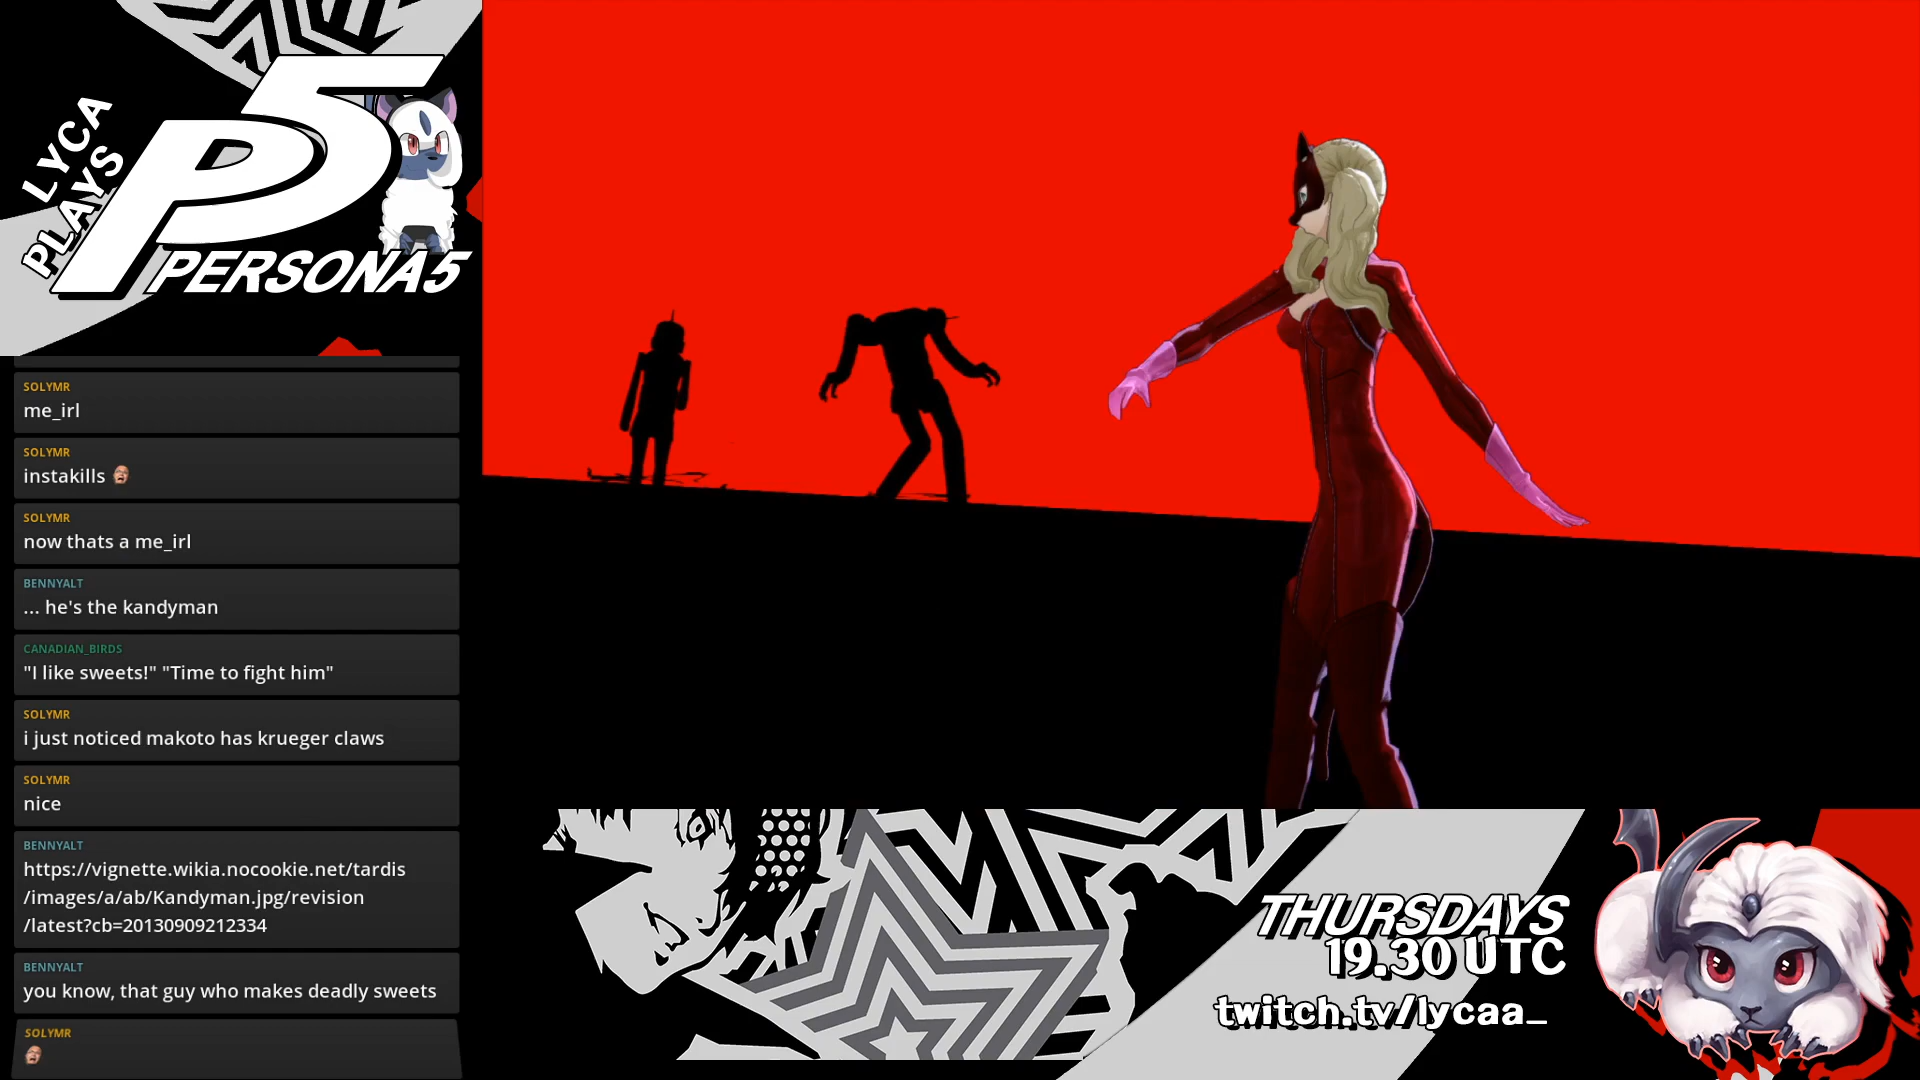 LYCA
PLAYS
P5
PERSONA5
SOLYMR
me_irl
SOLYMR
instakills
SOLYMR
now thats a me_irl
BENNYALT
... he's the kandyman
CANADIAN_BIRDS
"I like sweets!" "Time to fight him"
SOLYMR
i just noticed makoto has krueger claws
SOLYMR
nice
BENNYALT
https://vignette.wikia.nocookie.net/tardis
/images/a/ab/Kandyman.jpg/revision
/latest?cb=20130909212334
BENNYALT
you know, that guy who makes deadly sweets
SOLYMR
THURSDAYS
19.30 UTC
twitch.tv/lycaa_